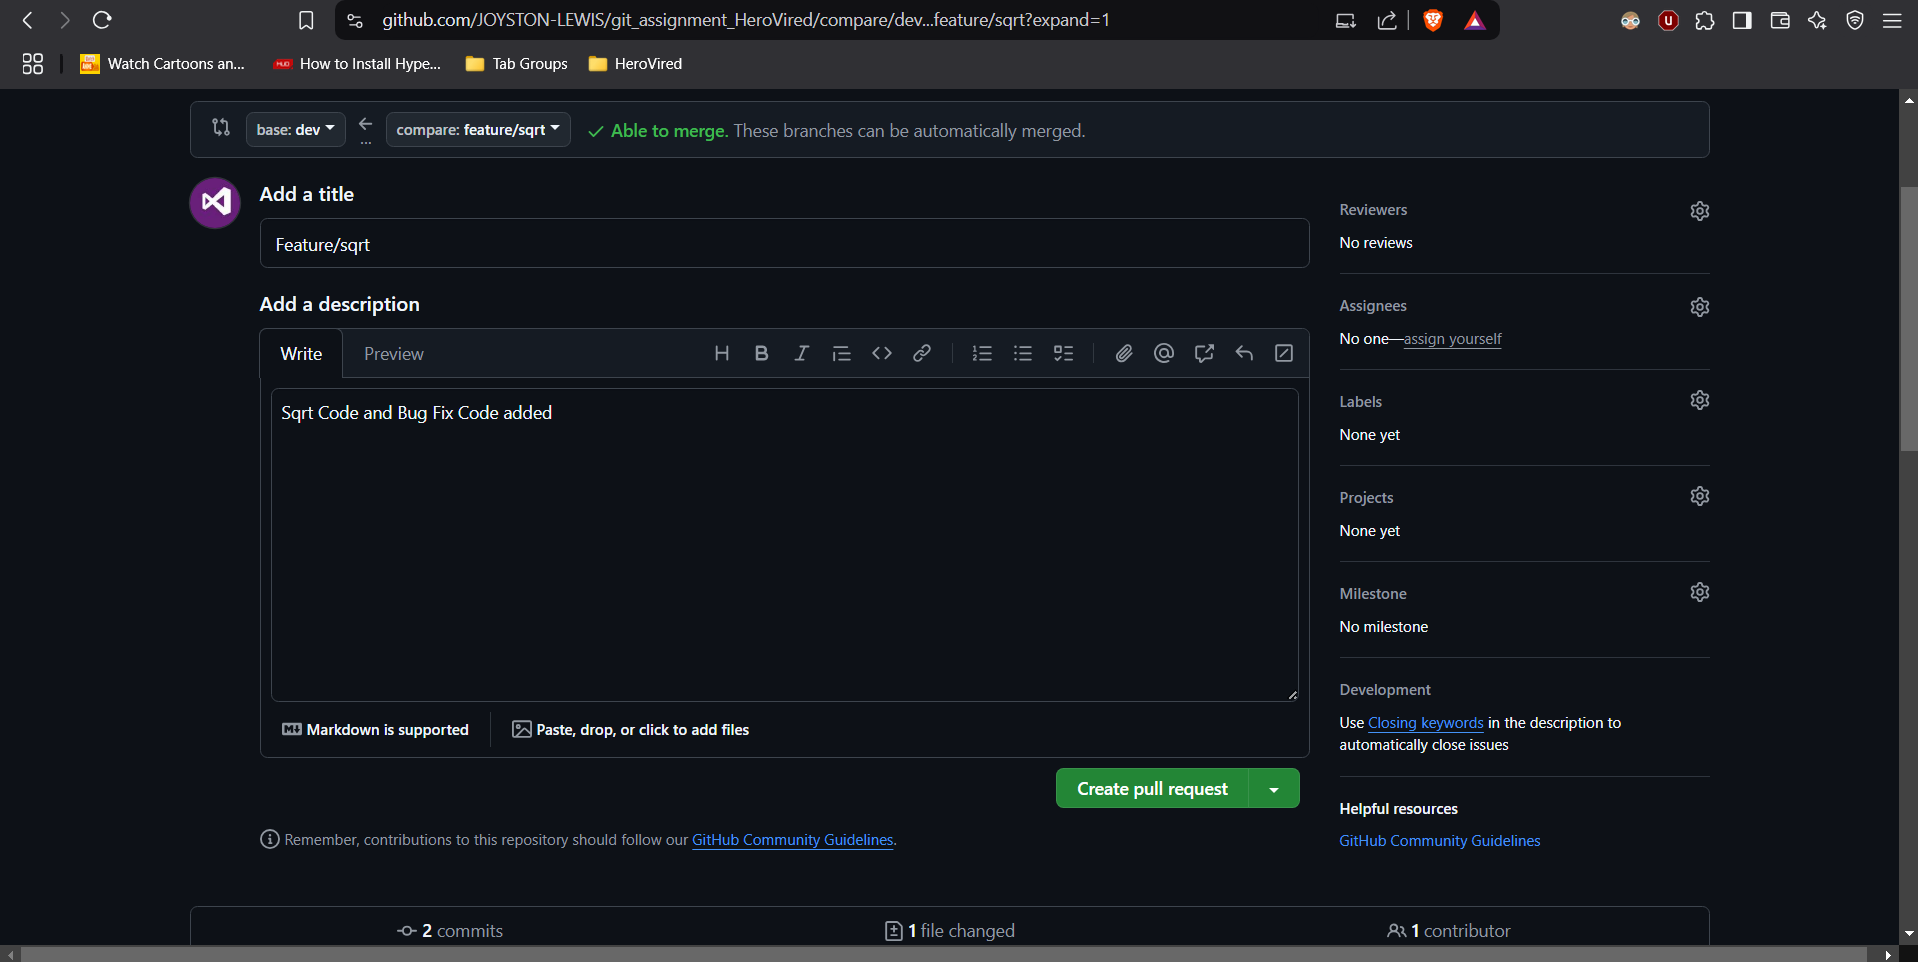 github.com/JOYSTON-LEWIS/git_assignment_HeroVired/compare/dev...feature/sqrt?expand=1
Watch Cartoons an...
How to Install Hype...
Tab Groups
HeroVired
base: dev
compare: feature/sqrt
Able to merge. These branches can be automatically merged.
Add a title
Feature/sqrt
Add a description
Write
Preview
Sqrt Code and Bug Fix Code added
Markdown is supported
Paste, drop, or click to add files
Create pull request
Remember, contributions to this repository should follow our GitHub Community Guidelines.
Reviewers
No reviews
Assignees
No one—assign yourself
Labels
None yet
Projects
None yet
Milestone
No milestone
Development
Use Closing keywords in the description to
automatically close issues
Helpful resources
GitHub Community Guidelines
2 commits
1 file changed
1 contributor